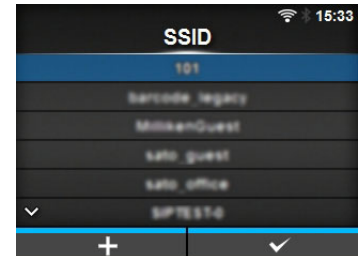 15:33
SSID
101
barcode_legacy
MillikenGuest
sato_guest
sato_office
SIPTEST-0